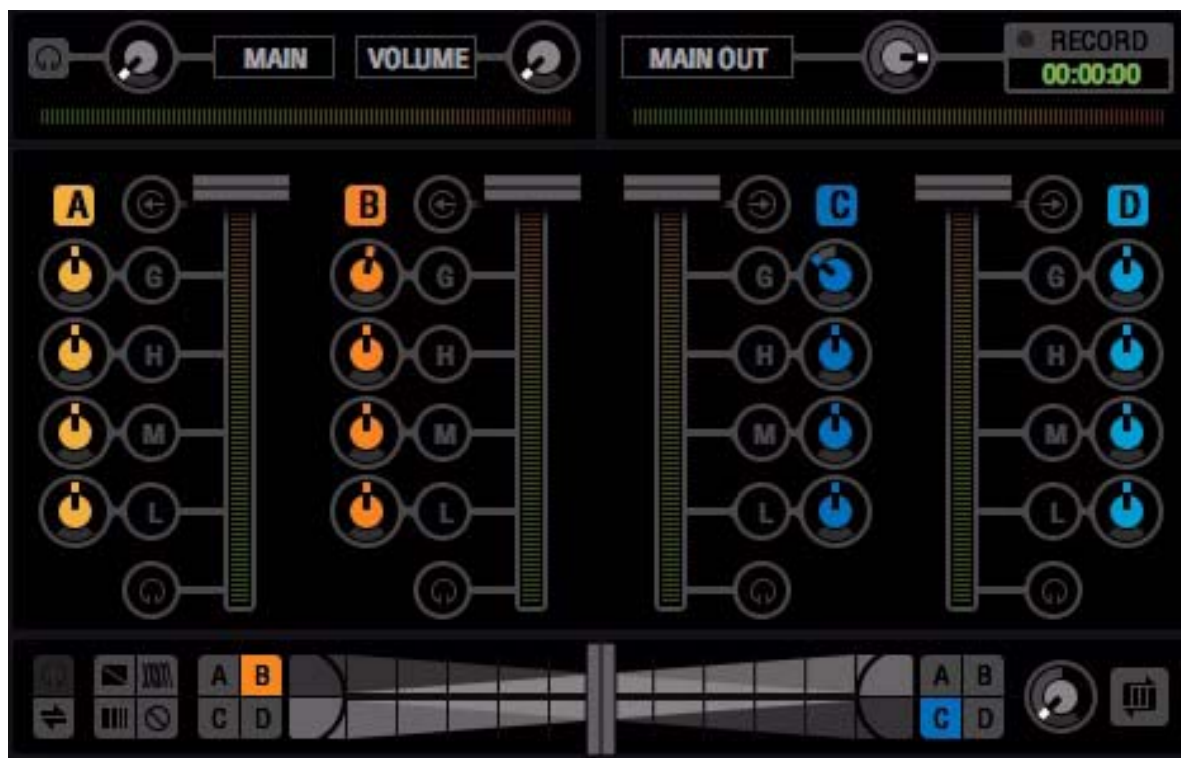 MAIN VOLUME MAIN OUT RECORD
00:00:00
A B C D
G G G G
H H H H
M M M M
L L L L
A B A B
C D C D